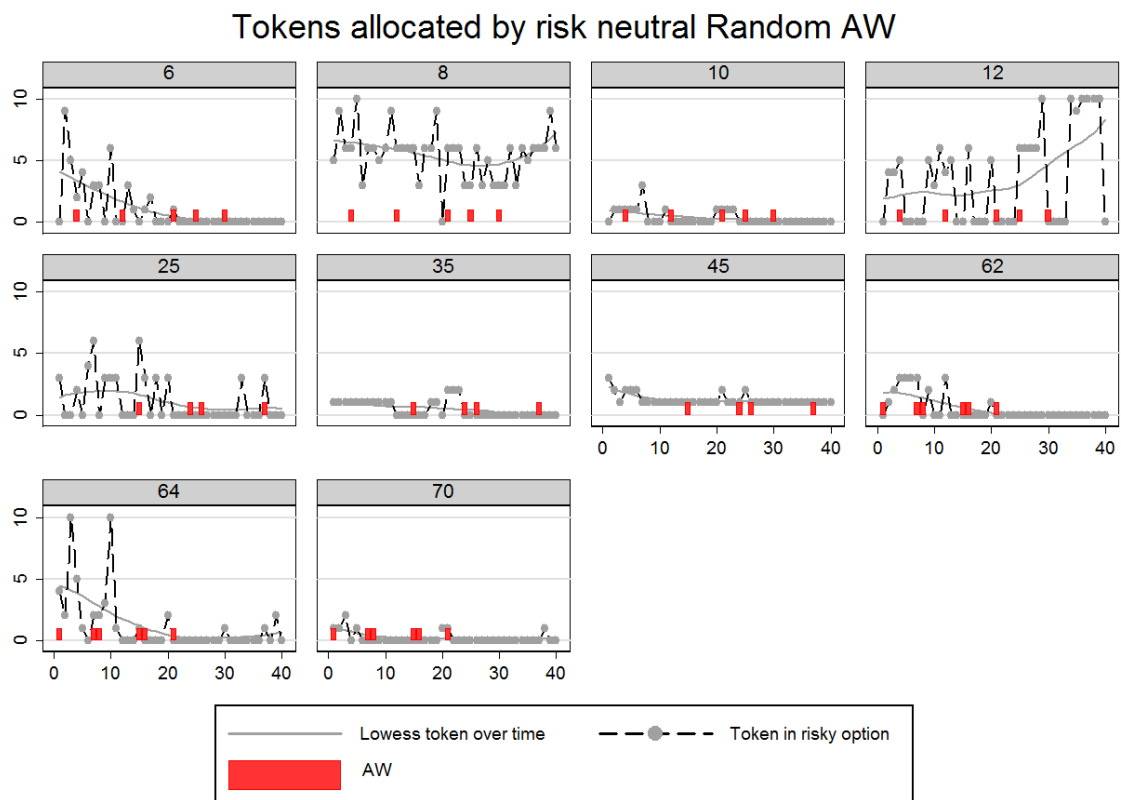 Tokens allocated by risk neutral Random AW
6 8 10 12
10
5
0
25 35 45 62
10
5
0
0 10 20 30 40 0 10 20 30 40
64 70
10
5
0
0 10 20 30 40 0 10 20 30 40
Lowess token over time Token in risky option
AW